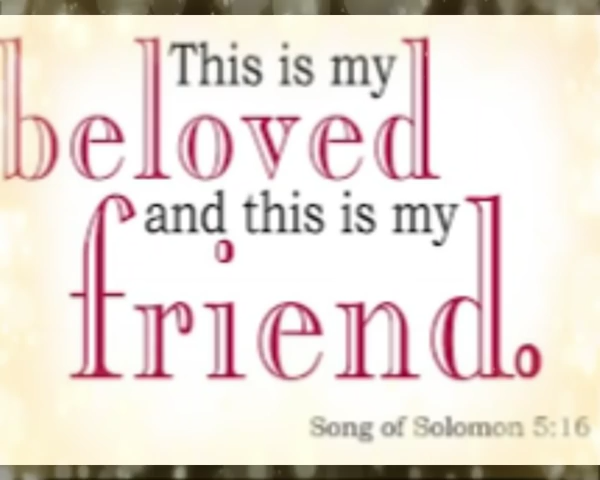 This is my
beloved
and this is my
friend.
Song of Solomon 5:16